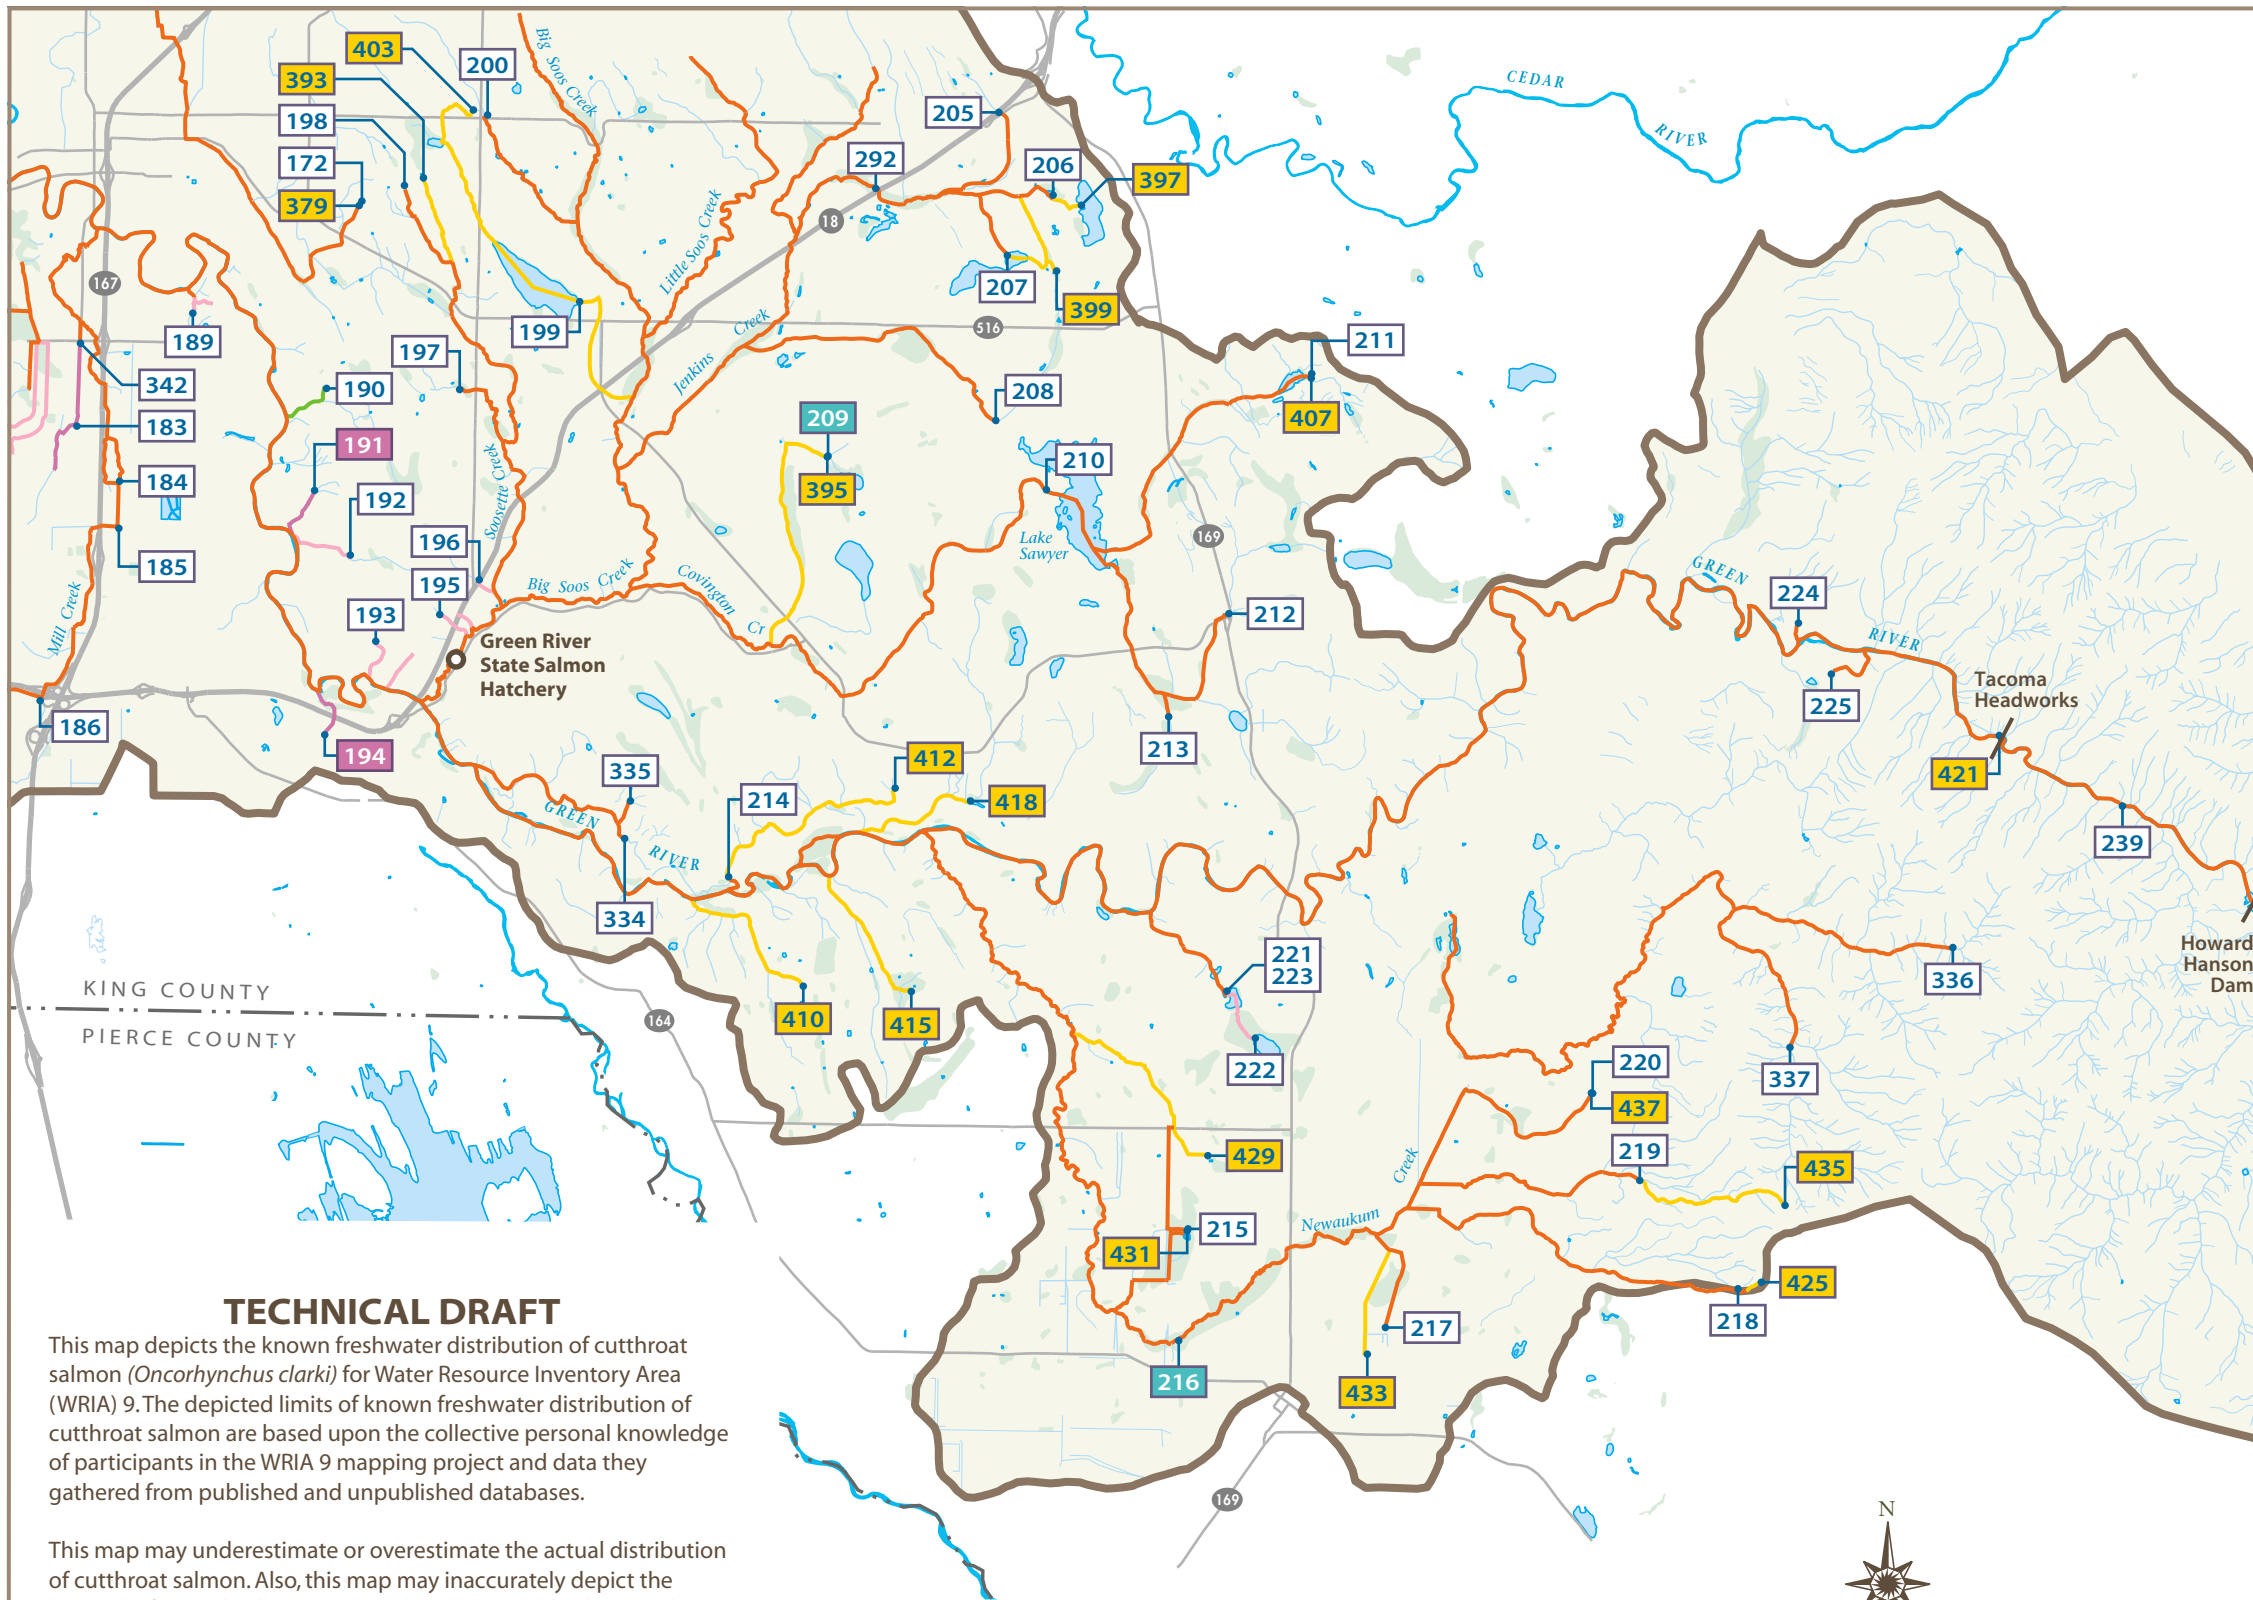 403
200
393
198
172
379
Big Soos Creek
205
292
206
397
CEDAR
RIVER
18
Little Soos Creek
207
399
167
189
199
Jenkins
Creek
516
211
342
197
190
208
407
183
191
209
210
184
192
395
185
Soosette Creek
196
195
193
Mill Creek
Big Soos Creek
Covington
Cr
Lake
Sawyer
169
212
GREEN
RIVER
224
225
Green River
State Salmon
Hatchery
Tacoma
Headworks
186
194
213
421
335
412
214
418
239
GREEN
RIVER
334
Howard
Hanson
Dam
221
223
336
KING COUNTY
PIERCE COUNTY
164
410
415
222
220
337
437
429
219
435
Creek
215
431
Newaukum
425
218
217
216
433
169
N
TECHNICAL DRAFT
This map depicts the known freshwater distribution of cutthroat
salmon (Oncorhynchus clarki) for Water Resource Inventory Area
(WRIA) 9. The depicted limits of known freshwater distribution of
cutthroat salmon are based upon the collective personal knowledge
of participants in the WRIA 9 mapping project and data they
gathered from published and unpublished databases.
This map may underestimate or overestimate the actual distribution
of cutthroat salmon. Also, this map may inaccurately depict the